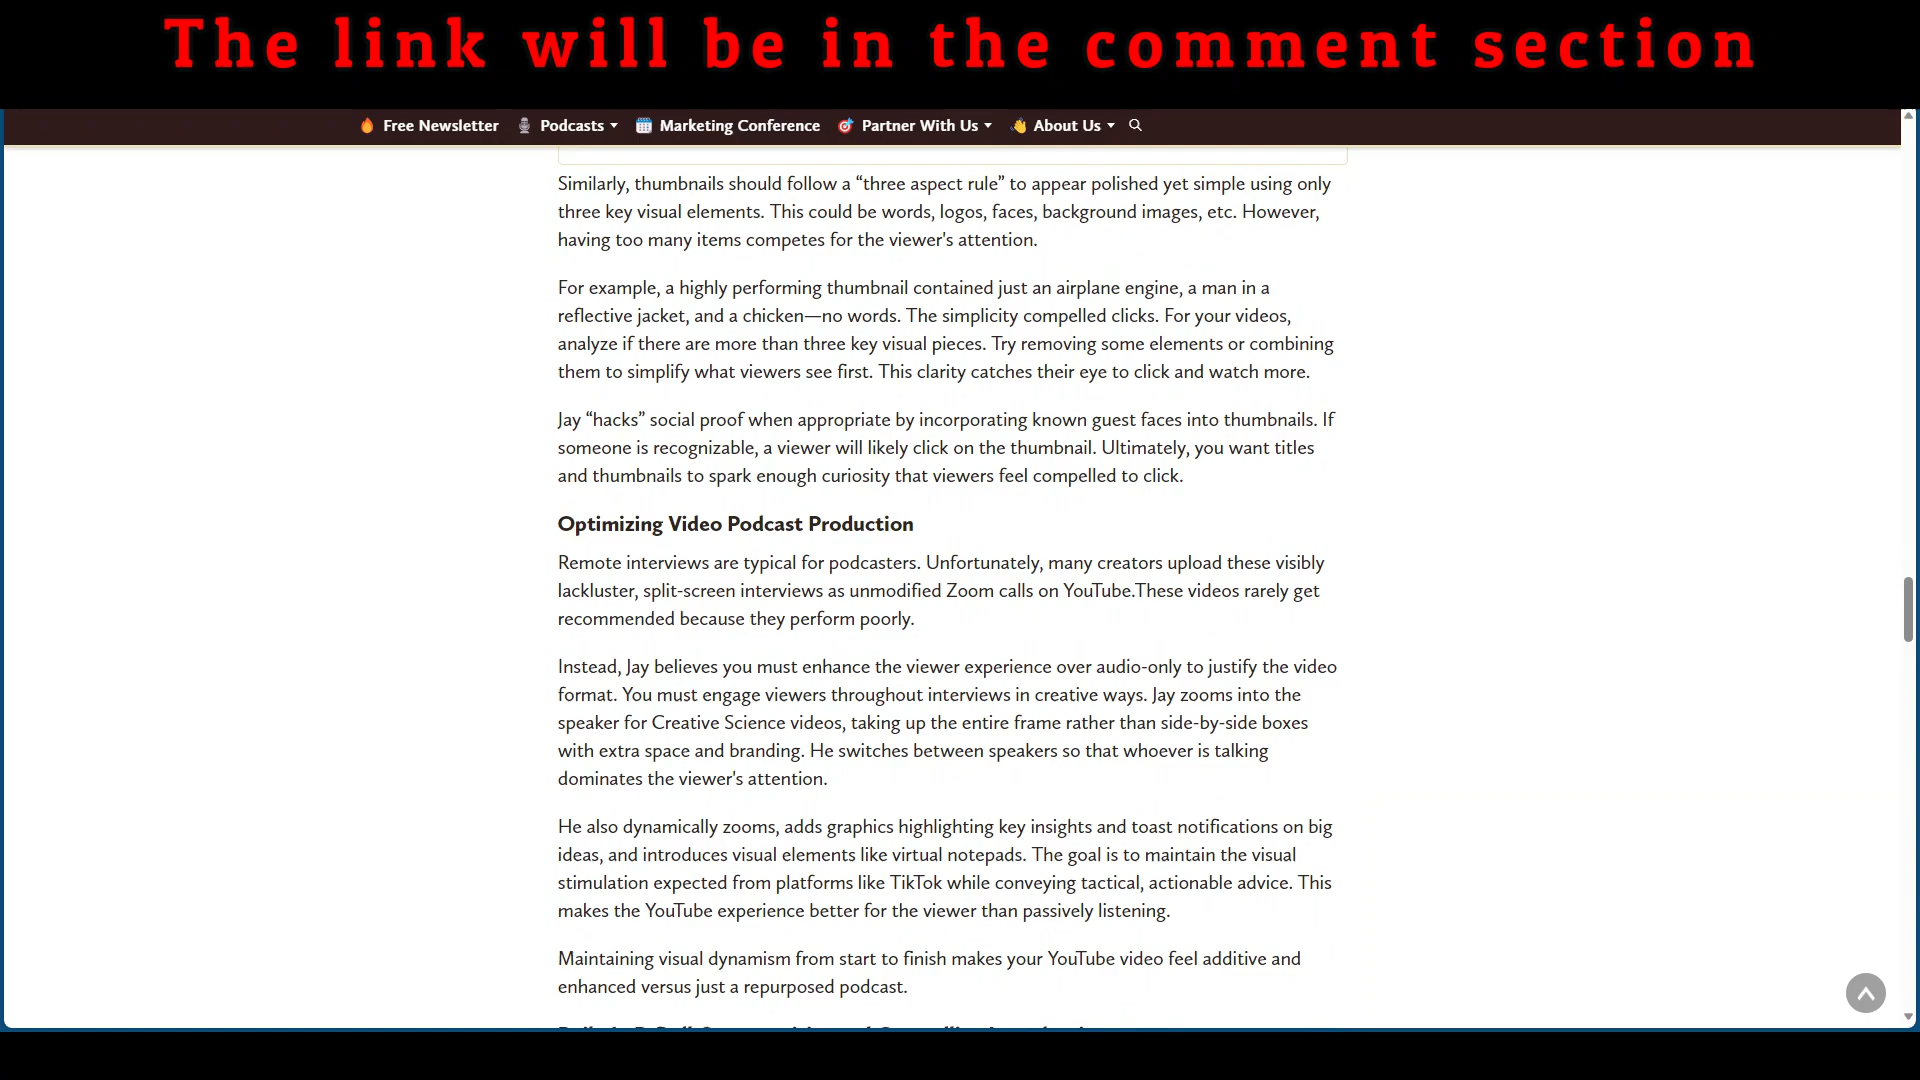 The link will be in the comment section
Free Newsletter Podcasts Marketing Conference Partner With Us About Us
Similarly, thumbnails should follow a “three aspect rule” to appear polished yet simple using only
three key visual elements. This could be words, logos, faces, background images, etc. However,
having too many items competes for the viewer's attention.
For example, a highly performing thumbnail contained just an airplane engine, a man in a
reflective jacket, and a chicken—no words. The simplicity compelled clicks. For your videos,
analyze if there are more than three key visual pieces. Try removing some elements or combining
them to simplify what viewers see first. This clarity catches their eye to click and watch more.
Jay “hacks” social proof when appropriate by incorporating known guest faces into thumbnails. If
someone is recognizable, a viewer will likely click on the thumbnail. Ultimately, you want titles
and thumbnails to spark enough curiosity that viewers feel compelled to click.
Optimizing Video Podcast Production
Remote interviews are typical for podcasters. Unfortunately, many creators upload these visibly
lackluster, split-screen interviews as unmodified Zoom calls on YouTube.These videos rarely get
recommended because they perform poorly.
Instead, Jay believes you must enhance the viewer experience over audio-only to justify the video
format. You must engage viewers throughout interviews in creative ways. Jay zooms into the
speaker for Creative Science videos, taking up the entire frame rather than side-by-side boxes
with extra space and branding. He switches between speakers so that whoever is talking
dominates the viewer's attention.
He also dynamically zooms, adds graphics highlighting key insights and toast notifications on big
ideas, and introduces visual elements like virtual notepads. The goal is to maintain the visual
stimulation expected from platforms like TikTok while conveying tactical, actionable advice. This
makes the YouTube experience better for the viewer than passively listening.
Maintaining visual dynamism from start to finish makes your YouTube video feel additive and
enhanced versus just a repurposed podcast.